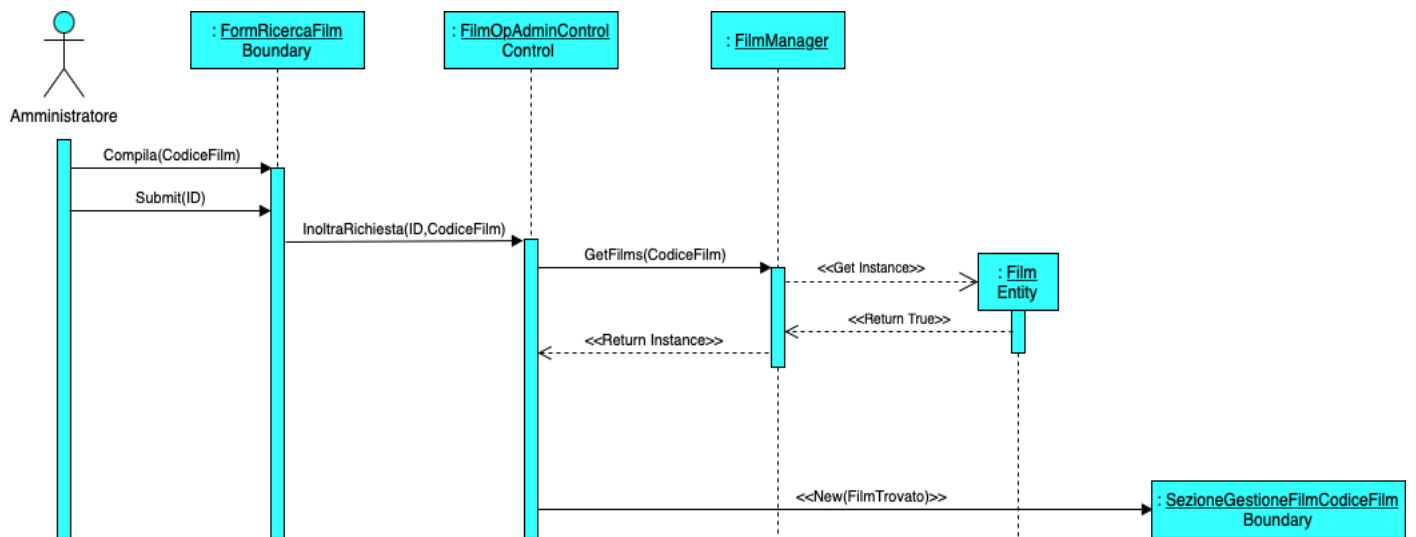 : FormRicercaFilm
Boundary
: FilmOpAdminControl
Control
: FilmManager
Amministratore
Compila(CodiceFilm)
Submit(ID)
InoltraRichiesta(ID,CodiceFilm)
GetFilms(CodiceFilm)
<<Get Instance>>
: Film
Entity
<<Return True>>
<<Return Instance>>
<<New(FilmTrovato)>>
: SezioneGestioneFilmCodiceFilm
Boundary